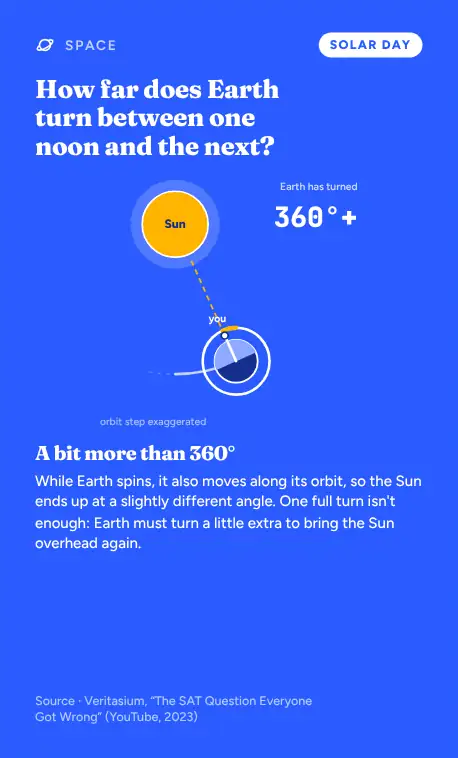 SPACE
SOLAR DAY
How far does Earth
turn between one
noon and the next?
Earth has turned
360°+
Sun
you
orbit step exaggerated
A bit more than 360°
While Earth spins, it also moves along its orbit, so the Sun
ends up at a slightly different angle. One full turn isn't
enough: Earth must turn a little extra to bring the Sun
overhead again.
Source · Veritasium, “The SAT Question Everyone
Got Wrong” (YouTube, 2023)